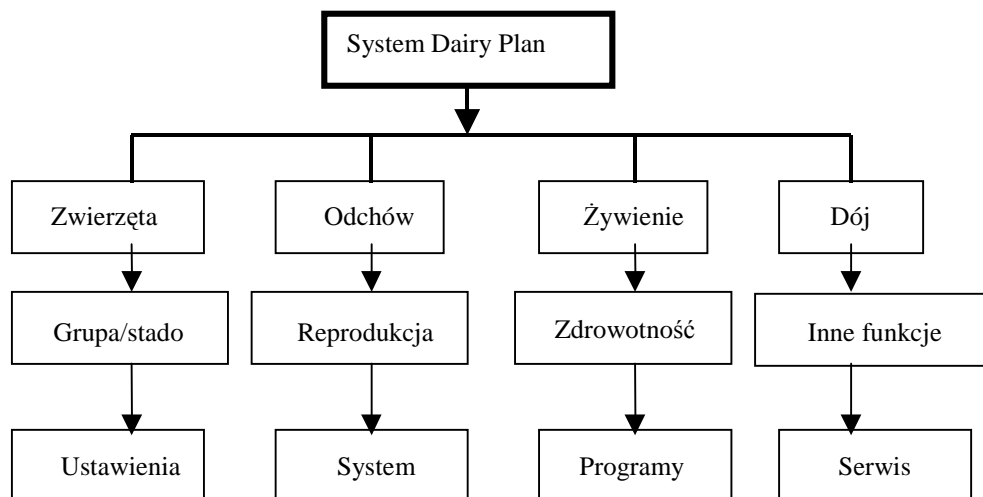 System Dairy Plan
Zwierzęta
Odchów
Żywienie
Dój
Grupa/stado
Reprodukcja
Zdrowotność
Inne funkcje
Ustawienia
System
Programy
Serwis